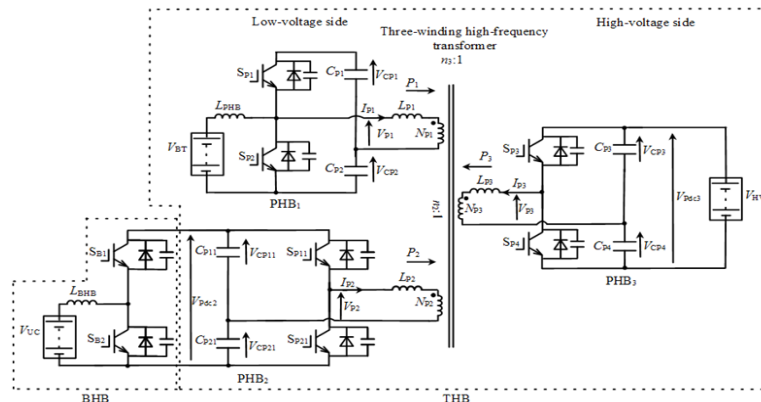 Low-voltage side
Three-winding high-frequency
transformer
n3:1
High-voltage side
SP1
CP1
VCP1
P1
LPHB
IP1
LP1
VP1
NP1
VBT
SP2
CP2
VCP2
PHB1
SP3
CP3
VCP3
P3
LP3
IP3
VP3
NP3
VPdc3
VHV
n2:1
SP4
CP4
VCP4
PHB3
SB1
CP11
VCP11
SP11
P2
IP2
LP2
LBHB
VPdc2
VP2
NP2
VUC
SB2
CP21
VCP21
SP21
PHB2
BHB
THB